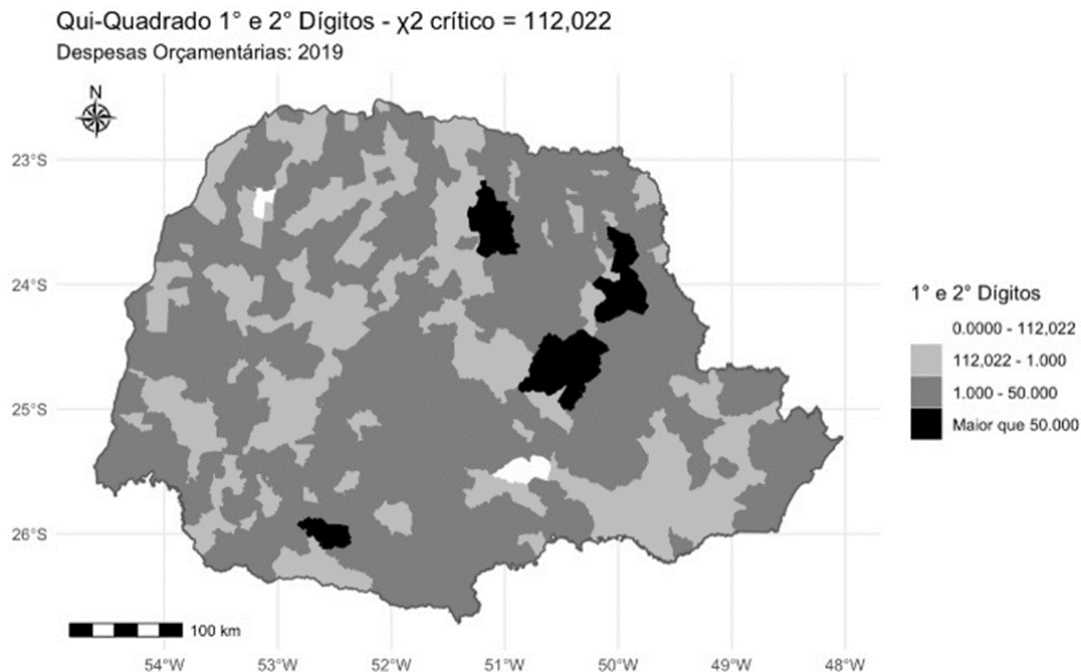 Qui-Quadrado 1° e 2° Dígitos - χ2 crítico = 112,022
Despesas Orçamentárias: 2019
N
23°S
24°S
25°S
26°S
1° e 2° Dígitos
0.0000 - 112,022
112,022 - 1.000
1.000 - 50.000
Maior que 50.000
100 km
54°W 53°W 52°W 51°W 50°W 49°W 48°W